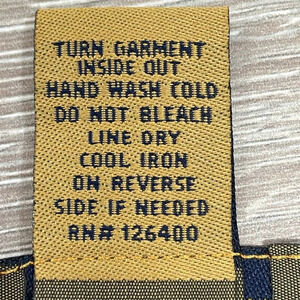 TURN GARMENT
INSIDE OUT
HAND WASH COLD
DO NOT BLEACH
LINE DRY
COOL IRON
ON REVERSE
SIDE IF NEEDED
RN# 126400